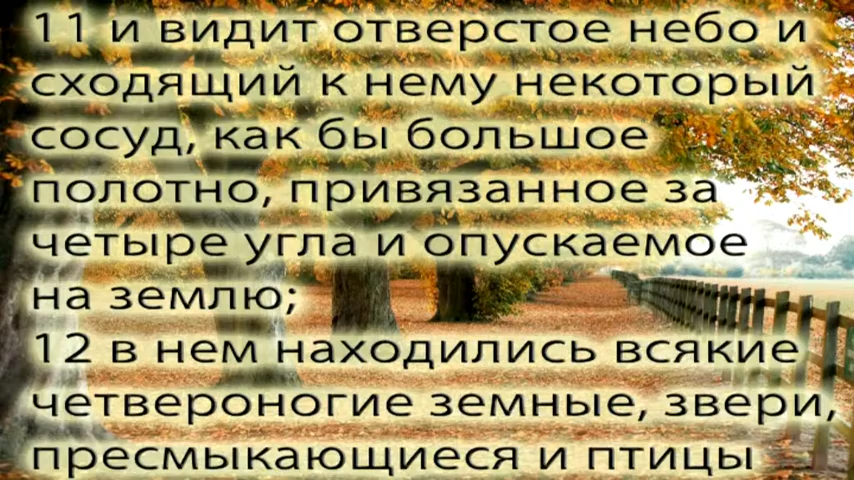 11 и видит отверстое небо и
сходящий к нему некоторый
сосуд, как бы большое
полотно, привязанное за
четыре угла и опускаемое
на землю;
12 в нем находились всякие
четвероногие земные, звери,
пресмыкающиеся и птицы